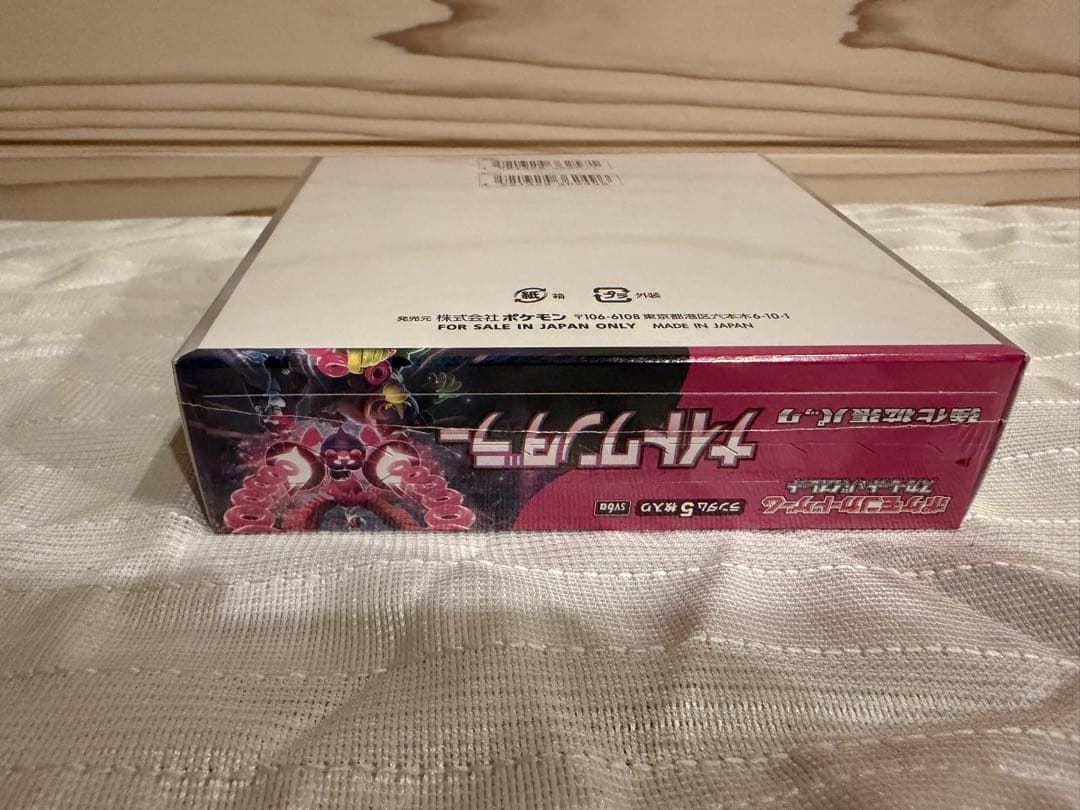 紙 箱 プラ 外装
発売元 株式会社 ポケモン 〒106-6108 東京都港区六本木6-10-1
FOR SALE IN JAPAN ONLY MADE IN JAPAN
ポケモンカードゲーム
スカーレット&バイオレット
強化拡張パック
ナイトワンダラー
ランダム5枚入り SV6a